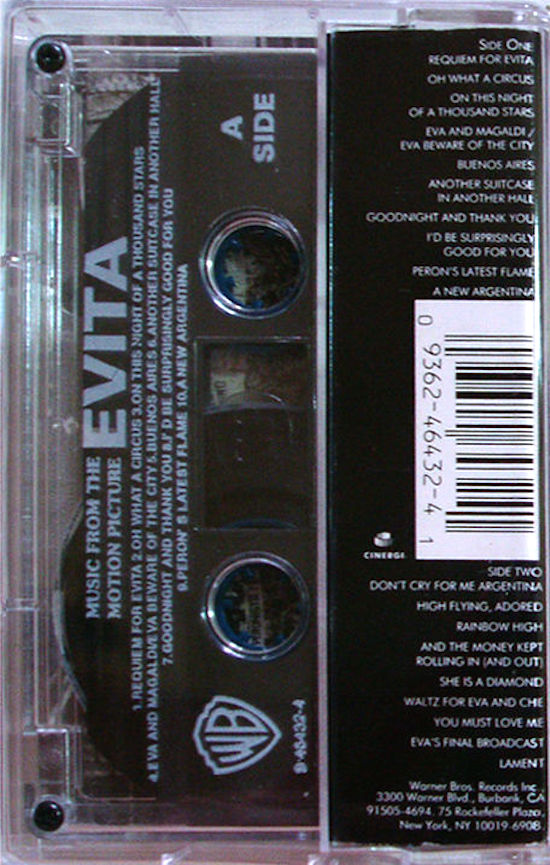 A
SIDE
MUSIC FROM THE
MOTION PICTURE
EVITA
1.REQUIEM FOR EVITA 2.OH WHAT A CIRCUS 3.ON THIS NIGHT OF A THOUSAND STARS
4.EVA AND MAGALDI/EVA BEWARE OF THE CITY 5.BUENOS AIRES 6.ANOTHER SUITCASE IN ANOTHER HALL
7.GOODNIGHT AND THANK YOU 8.I' D BE SURPRISINGLY GOOD FOR YOU
9.PERON' S LATEST FLAME 10.A NEW ARGENTINA
WB
9-46432-4
SIDE ONE
REQUIEM FOR EVITA
OH WHAT A CIRCUS
ON THIS NIGHT
OF A THOUSAND STARS
EVA AND MAGALDI /
EVA BEWARE OF THE CITY
BUENOS AIRES
ANOTHER SUITCASE
IN ANOTHER HALL
GOODNIGHT AND THANK YOU
I'D BE SURPRISINGLY
GOOD FOR YOU
PERON'S LATEST FLAME
A NEW ARGENTINA
0 9362-46432-4 1
CINERGI
SIDE TWO
DON'T CRY FOR ME ARGENTINA
HIGH FLYING, ADORED
RAINBOW HIGH
AND THE MONEY KEPT
ROLLING IN (AND OUT)
SHE IS A DIAMOND
WALTZ FOR EVA AND CHE
YOU MUST LOVE ME
EVA'S FINAL BROADCAST
LAMENT
Warner Bros. Records Inc.,
3300 Warner Blvd., Burbank, CA
91505-4694. 75 Rockefeller Plaza,
New York, NY 10019-6908.